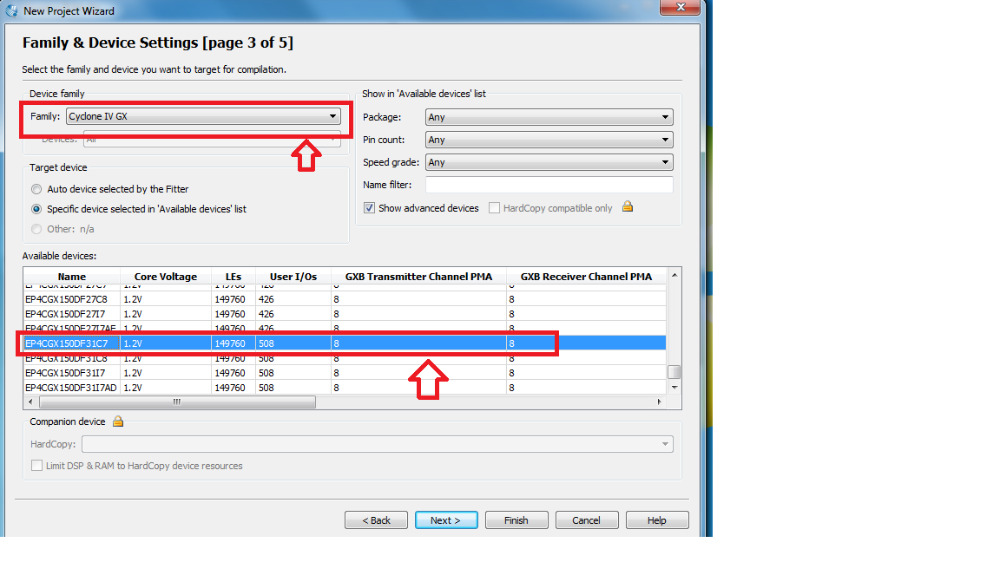 New Project Wizard
Family & Device Settings [page 3 of 5]
Select the family and device you want to target for compilation.
Device family
Family: Cyclone IV GX
Devices: All
Show in 'Available devices' list
Package: Any
Pin count: Any
Speed grade: Any
Name filter:
Show advanced devices HardCopy compatible only
Target device
Auto device selected by the Fitter
Specific device selected in 'Available devices' list
Other: n/a
Available devices:
Name Core Voltage LEs User I/Os GXB Transmitter Channel PMA GXB Receiver Channel PMA
EP4CGX150DF27C7 1.2V 149760 426 8 8
EP4CGX150DF27C8 1.2V 149760 426 8 8
EP4CGX150DF27I7 1.2V 149760 426 8 8
EP4CGX150DF27I7AF 1.2V 149760 426 8 8
EP4CGX150DF31C7 1.2V 149760 508 8 8
EP4CGX150DF31C8 1.2V 149760 508 8 8
EP4CGX150DF31I7 1.2V 149760 508 8 8
EP4CGX150DF31I7AD 1.2V 149760 508 8 8
Companion device
HardCopy:
Limit DSP & RAM to HardCopy device resources
< Back Next > Finish Cancel Help